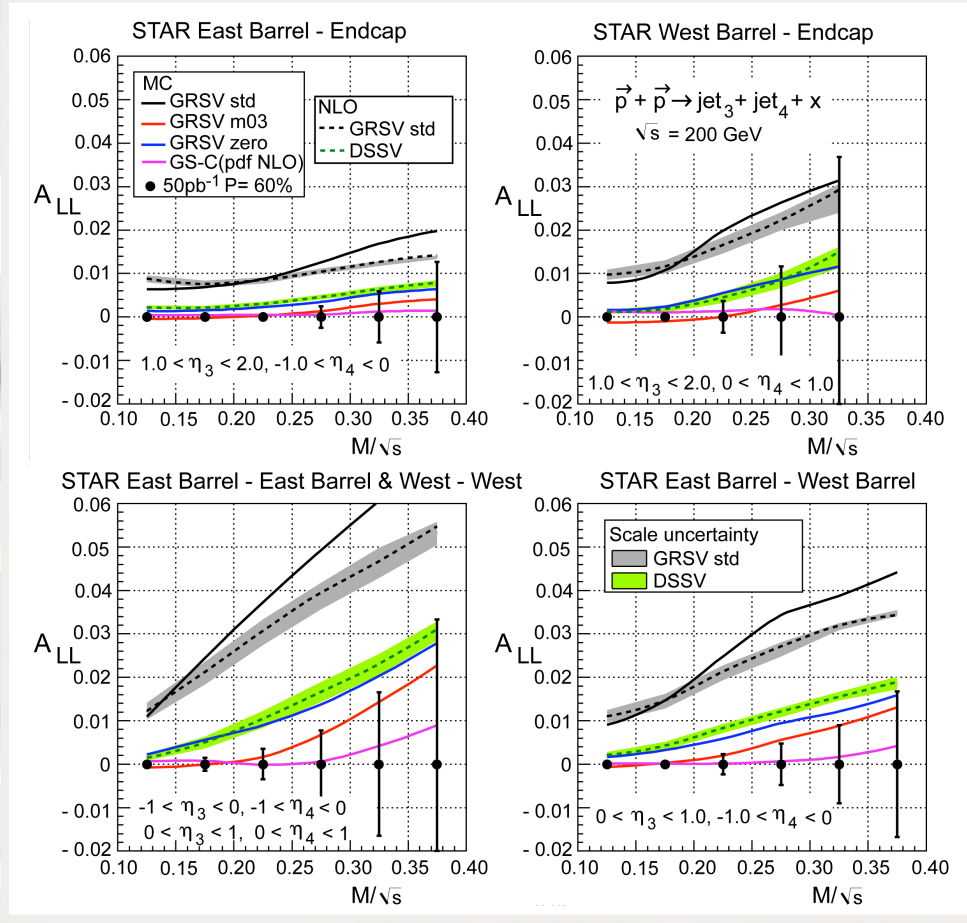 STAR East Barrel - Endcap
0.06
0.05
0.04
0.03
0.02
0.01
0
- 0.01
- 0.02
A LL
MC
GRSV std
GRSV m03
GRSV zero
GS-C(pdf NLO)
50pb⁻¹ P= 60%
NLO
GRSV std
DSSV
1.0 < η₃ < 2.0, -1.0 < η₄ < 0
0.10 0.15 0.20 0.25 0.30 0.35 0.40
M/√s
STAR West Barrel - Endcap
0.06
0.05
0.04
0.03
0.02
0.01
0
- 0.01
- 0.02
A LL
p⃗ + p⃗ → jet₃+ jet₄ + x
√s = 200 GeV
1.0 < η₃ < 2.0, 0 < η₄ < 1.0
0.10 0.15 0.20 0.25 0.30 0.35 0.40
M/√s
STAR East Barrel - East Barrel & West - West
0.06
0.05
0.04
0.03
0.02
0.01
0
- 0.01
- 0.02
A LL
-1 < η₃ < 0, -1 < η₄ < 0
0 < η₃ < 1, 0 < η₄ < 1
0.10 0.15 0.20 0.25 0.30 0.35 0.40
M/√s
STAR East Barrel - West Barrel
0.06
0.05
0.04
0.03
0.02
0.01
0
- 0.01
- 0.02
A LL
Scale uncertainty
GRSV std
DSSV
0 < η₃ < 1.0, -1.0 < η₄ < 0
0.10 0.15 0.20 0.25 0.30 0.35 0.40
M/√s